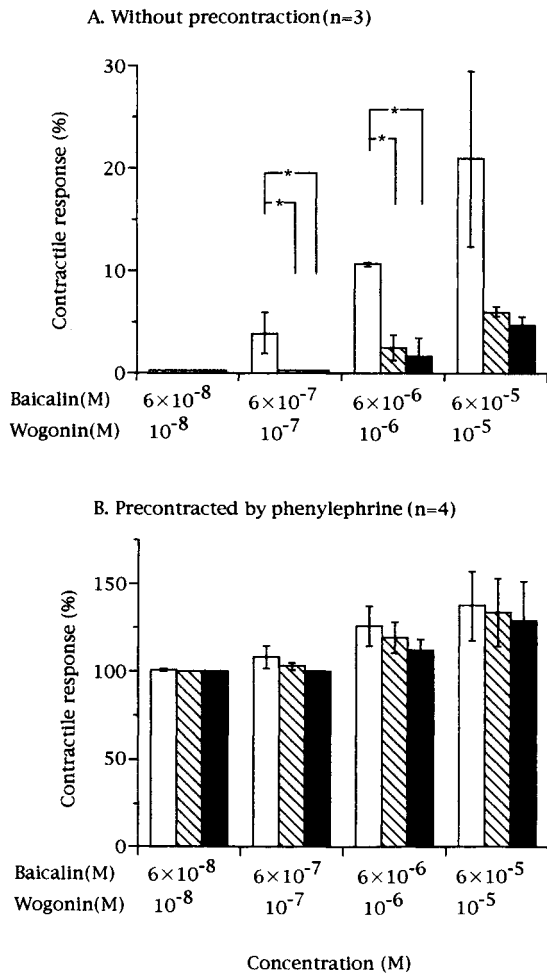 A. Without precontraction (n=3)
Contractile response (%)
30
20
10
0
* * * *
Baicalin(M) 6×10⁻⁸ 6×10⁻⁷ 6×10⁻⁶ 6×10⁻⁵
Wogonin(M) 10⁻⁸ 10⁻⁷ 10⁻⁶ 10⁻⁵
B. Precontracted by phenylephrine (n=4)
Contractile response (%)
150
100
50
0
Baicalin(M) 6×10⁻⁸ 6×10⁻⁷ 6×10⁻⁶ 6×10⁻⁵
Wogonin(M) 10⁻⁸ 10⁻⁷ 10⁻⁶ 10⁻⁵
Concentration (M)